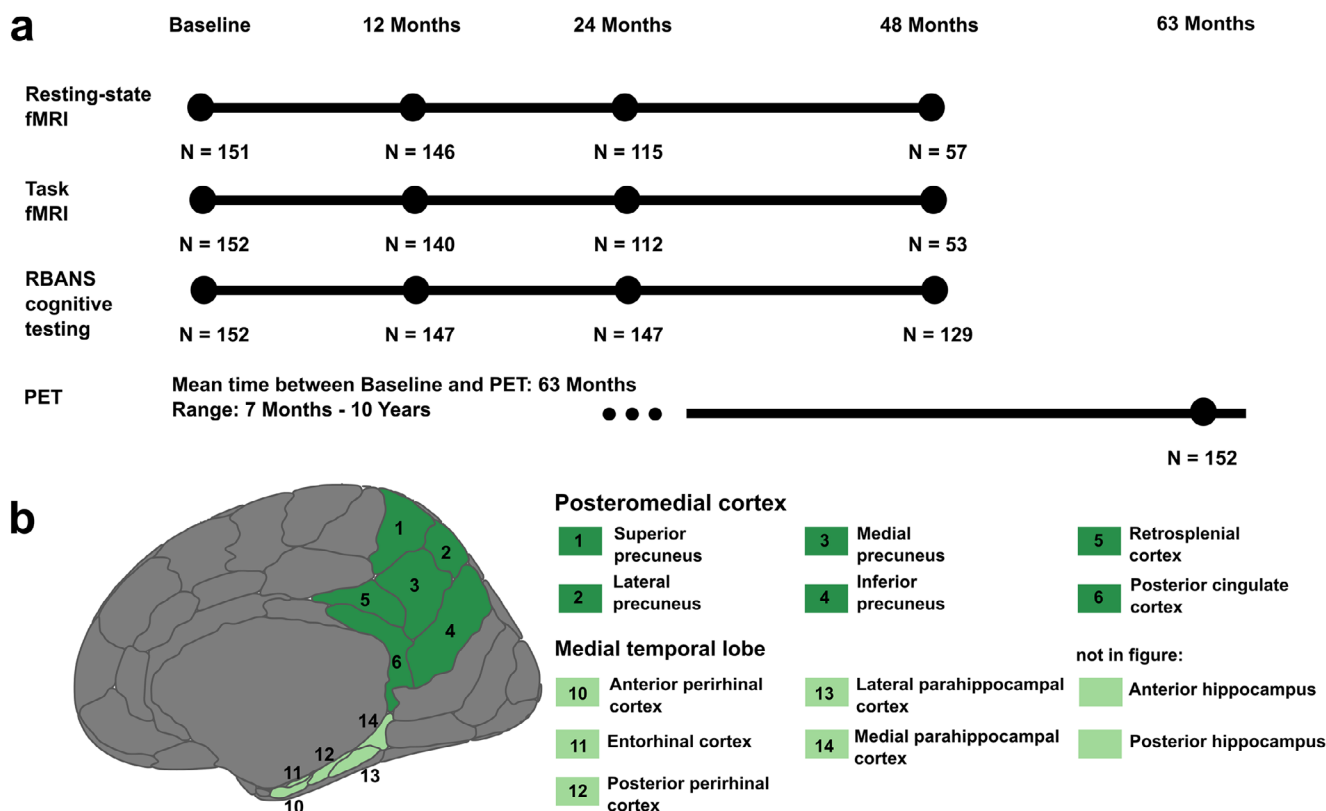 a
Baseline
12 Months
24 Months
48 Months
63 Months
Resting-state
fMRI
N = 151
N = 146
N = 115
N = 57
Task
fMRI
N = 152
N = 140
N = 112
N = 53
RBANS
cognitive
testing
N = 152
N = 147
N = 147
N = 129
PET
Mean time between Baseline and PET: 63 Months
Range: 7 Months - 10 Years
N = 152
b
1
2
3
5
4
6
14
12
11
13
10
Posteromedial cortex
1 Superior
precuneus
3 Medial
precuneus
5 Retrosplenial
cortex
2 Lateral
precuneus
4 Inferior
precuneus
6 Posterior cingulate
cortex
Medial temporal lobe
not in figure:
10 Anterior perirhinal
cortex
13 Lateral parahippocampal
cortex
Anterior hippocampus
11 Entorhinal cortex
14 Medial parahippocampal
cortex
Posterior hippocampus
12 Posterior perirhinal
cortex